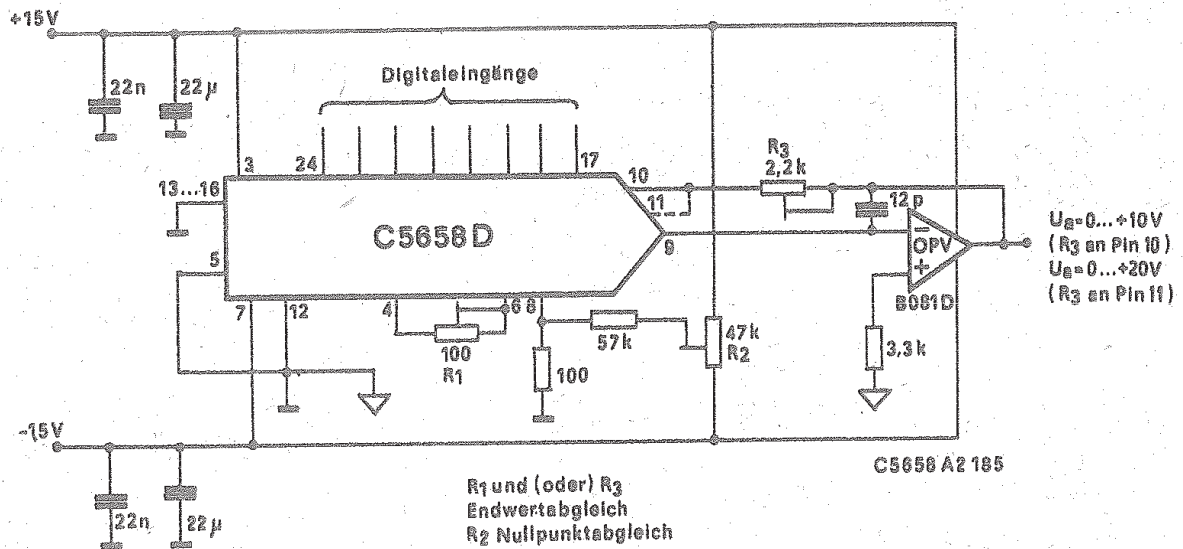 +15V
22n
22µ
Digitaleingänge
3
24
17
10
11
9
13...16
5
C5658D
7
12
4
6
8
100
R1
100
57k
47k
R2
R3
2,2k
12p
−
OPV
+
B081D
3,3k
Ua=0...+10V
(R3 an Pin 10)
Ua=0...+20V
(R3 an Pin 11)
-15V
22n
22µ
C5658 A2 185
R1 und (oder) R3
Endwertabgleich
R2 Nullpunktabgleich